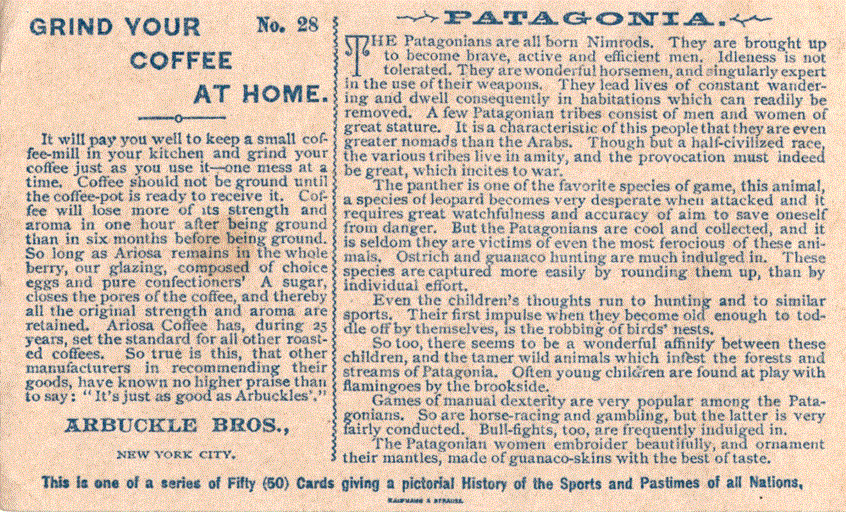 GRIND YOUR No. 28
COFFEE
AT HOME.
It will pay you well to keep a small cof-
fee-mill in your kitchen and grind your
coffee just as you use it—one mess at a
time. Coffee should not be ground until
the coffee-pot is ready to receive it. Cof-
fee will lose more of its strength and
aroma in one hour after being ground
than in six months before being ground.
So long as Ariosa remains in the whole
berry, our glazing, composed of choice
eggs and pure confectioners' A sugar,
closes the pores of the coffee, and thereby
all the original strength and aroma are
retained. Ariosa Coffee has, during 25
years, set the standard for all other roast-
ed coffees. So true is this, that other
manufacturers in recommending their
goods, have known no higher praise than
to say: "It's just as good as Arbuckles'."
ARBUCKLE BROS.,
NEW YORK CITY.
PATAGONIA.
THE Patagonians are all born Nimrods. They are brought up
to become brave, active and efficient men. Idleness is not
tolerated. They are wonderful horsemen, and singularly expert
in the use of their weapons. They lead lives of constant wander-
ing and dwell consequently in habitations which can readily be
removed. A few Patagonian tribes consist of men and women of
great stature. It is a characteristic of this people that they are even
greater nomads than the Arabs. Though but a half-civilized race,
the various tribes live in amity, and the provocation must indeed
be great, which incites to war.
The panther is one of the favorite species of game, this animal,
a species of leopard becomes very desperate when attacked and it
requires great watchfulness and accuracy of aim to save oneself
from danger. But the Patagonians are cool and collected, and it
is seldom they are victims of even the most ferocious of these ani-
mals. Ostrich and guanaco hunting are much indulged in. These
species are captured more easily by rounding them up, than by
individual effort.
Even the children's thoughts run to hunting and to similar
sports. Their first impulse when they become old enough to tod-
dle off by themselves, is the robbing of birds' nests.
So too, there seems to be a wonderful affinity between these
children, and the tamer wild animals which infest the forests and
streams of Patagonia. Often young children are found at play with
flamingoes by the brookside.
Games of manual dexterity are very popular among the Pata-
gonians. So are horse-racing and gambling, but the latter is very
fairly conducted. Bull-fights, too, are frequently indulged in.
The Patagonian women embroider beautifully, and ornament
their mantles, made of guanaco-skins with the best of taste.
This is one of a series of Fifty (50) Cards giving a pictorial History of the Sports and Pastimes of all Nations,
KAUFMANN & STRAUSS.